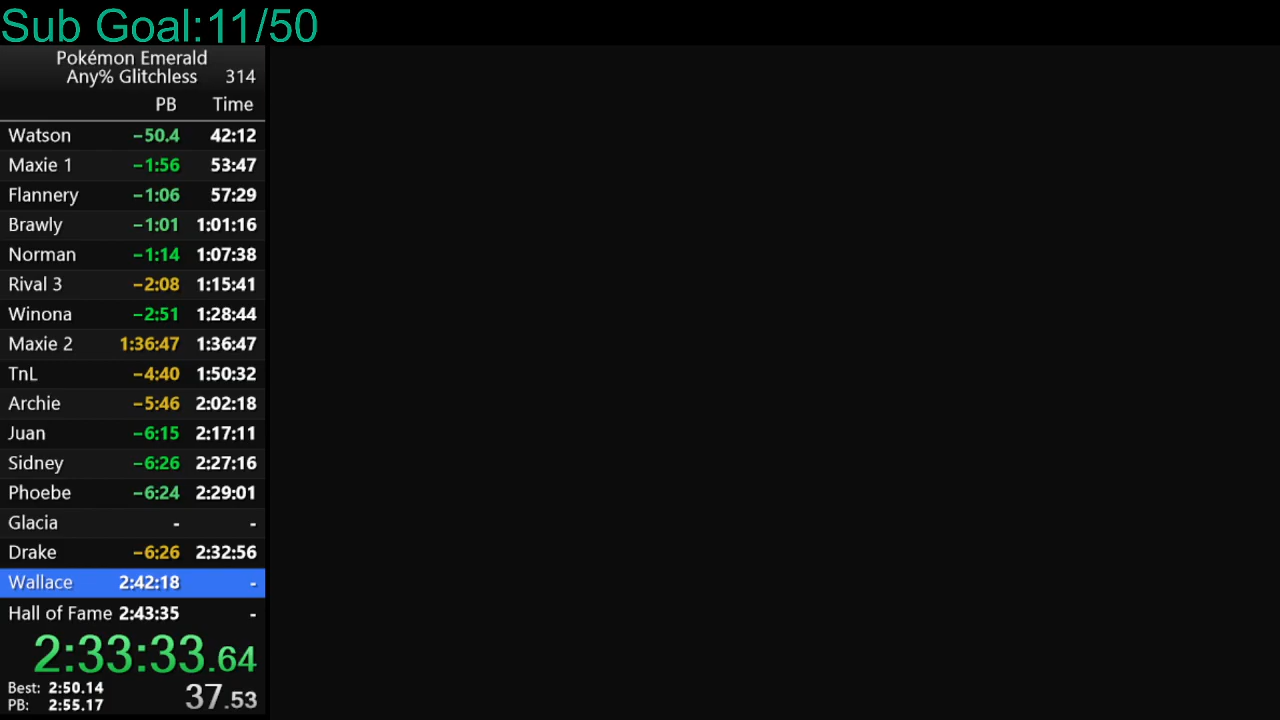 Sub Goal:11/50
Pokémon Emerald
Any% Glitchless 314
PB Time
Watson -50.4 42:12
Maxie 1 -1:56 53:47
Flannery -1:06 57:29
Brawly -1:01 1:01:16
Norman -1:14 1:07:38
Rival 3 -2:08 1:15:41
Winona -2:51 1:28:44
Maxie 2 1:36:47 1:36:47
TnL -4:40 1:50:32
Archie -5:46 2:02:18
Juan -6:15 2:17:11
Sidney -6:26 2:27:16
Phoebe -6:24 2:29:01
Glacia - -
Drake -6:26 2:32:56
Wallace 2:42:18 -
Hall of Fame 2:43:35 -
2:33:33.64
Best: 2:50.14 37.53
PB: 2:55.17